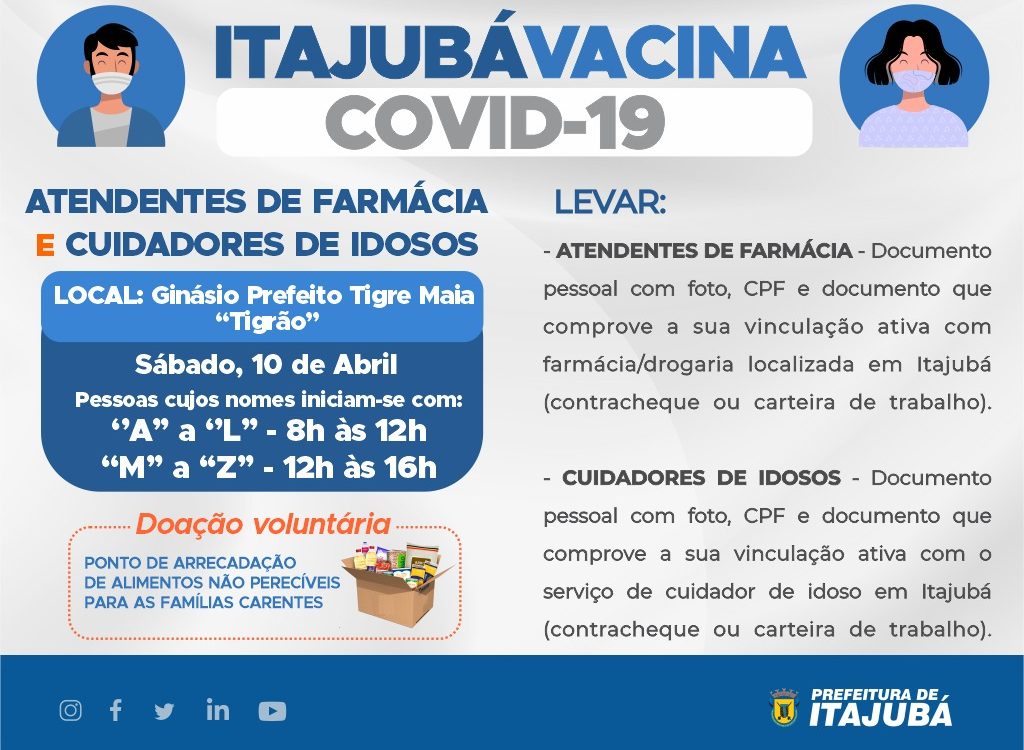 ITAJUBÁVACINA
COVID-19
ATENDENTES DE FARMÁCIA
E CUIDADORES DE IDOSOS
LOCAL: Ginásio Prefeito Tigre Maia
“Tigrão”
Sábado, 10 de Abril
Pessoas cujos nomes iniciam-se com:
‘’A” a ‘’L” - 8h às 12h
“M” a “Z” - 12h às 16h
Doação voluntária
PONTO DE ARRECADAÇÃO
DE ALIMENTOS NÃO PERECÍVEIS
PARA AS FAMÍLIAS CARENTES
LEVAR:
- ATENDENTES DE FARMÁCIA - Documento
pessoal com foto, CPF e documento que
comprove a sua vinculação ativa com
farmácia/drogaria localizada em Itajubá
(contracheque ou carteira de trabalho).
- CUIDADORES DE IDOSOS - Documento
pessoal com foto, CPF e documento que
comprove a sua vinculação ativa com o
serviço de cuidador de idoso em Itajubá
(contracheque ou carteira de trabalho).
PREFEITURA DE
ITAJUBÁ